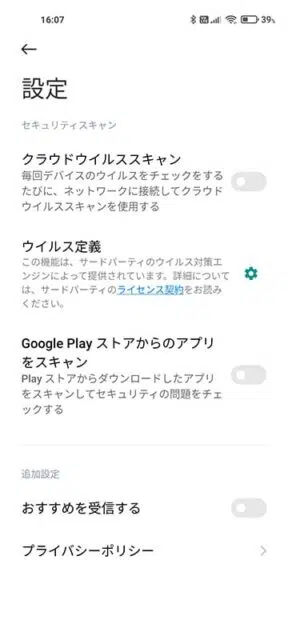 16:07
39%
設定
セキュリティスキャン
クラウドウイルススキャン
毎回デバイスのウイルスをチェックをする
たびに、ネットワークに接続してクラウド
ウイルススキャンを使用する
ウイルス定義
この機能は、サードパーティのウイルス対策エ
ンジンによって提供されています。詳細について
は、サードパーティのライセンス契約をお読み
ください。
Google Play ストアからのアプリ
をスキャン
Play ストアからダウンロードしたアプリ
をスキャンしてセキュリティの問題をチェ
ックする
追加設定
おすすめを受信する
プライバシーポリシー